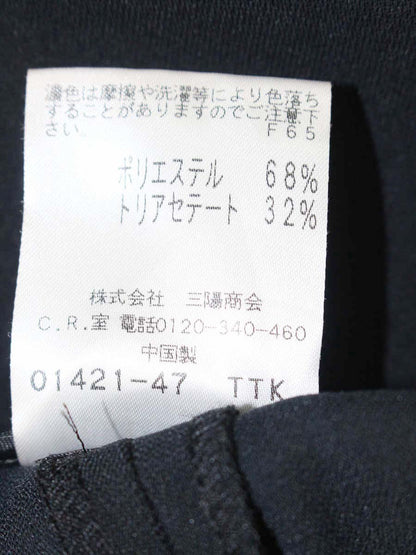 濃色は摩擦や洗濯等により色落ち
することがありますのでご注意下
さい。 F65
ポリエステル 68%
トリアセテート 32%
株式会社 三陽商会
C.R.室 電話0120-340-460
中国製
01421-47 TTK